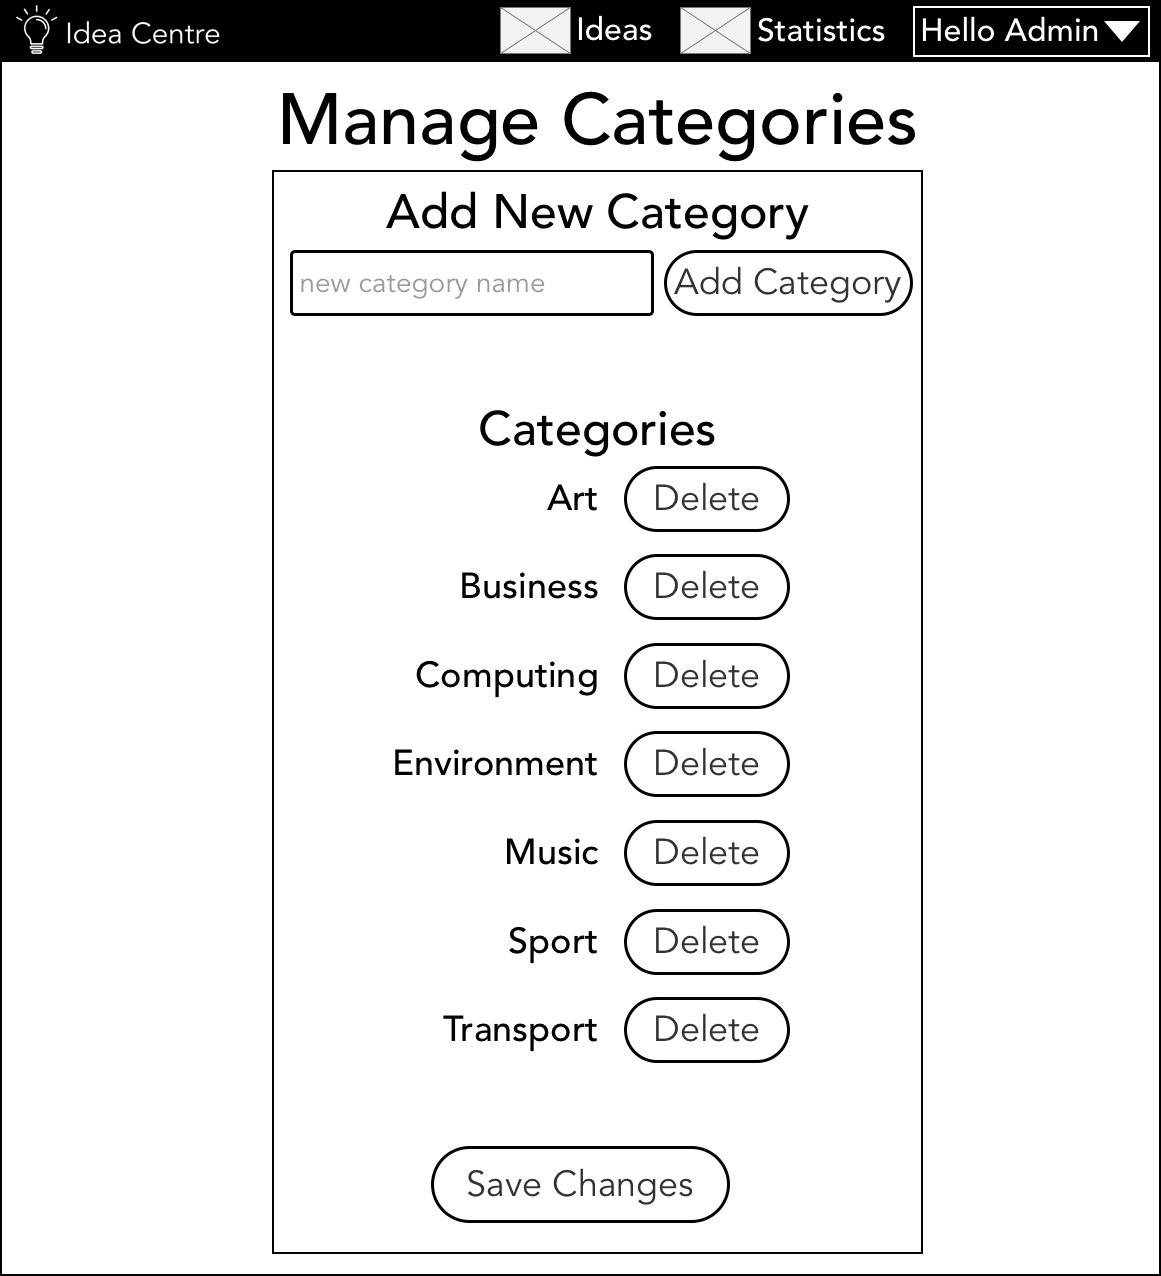 Idea Centre Ideas Statistics Hello Admin
Manage Categories
Add New Category
new category name Add Category
Categories
Art Delete
Business Delete
Computing Delete
Environment Delete
Music Delete
Sport Delete
Transport Delete
Save Changes